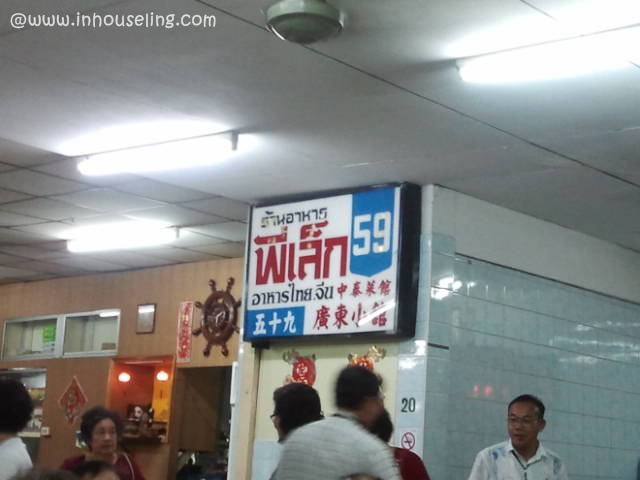 @www.inhouseling.com
ร้านอาหาร
พี่เล็ก 59
อาหารไทย-จีน 中泰菜館
五十九 廣東小館
20